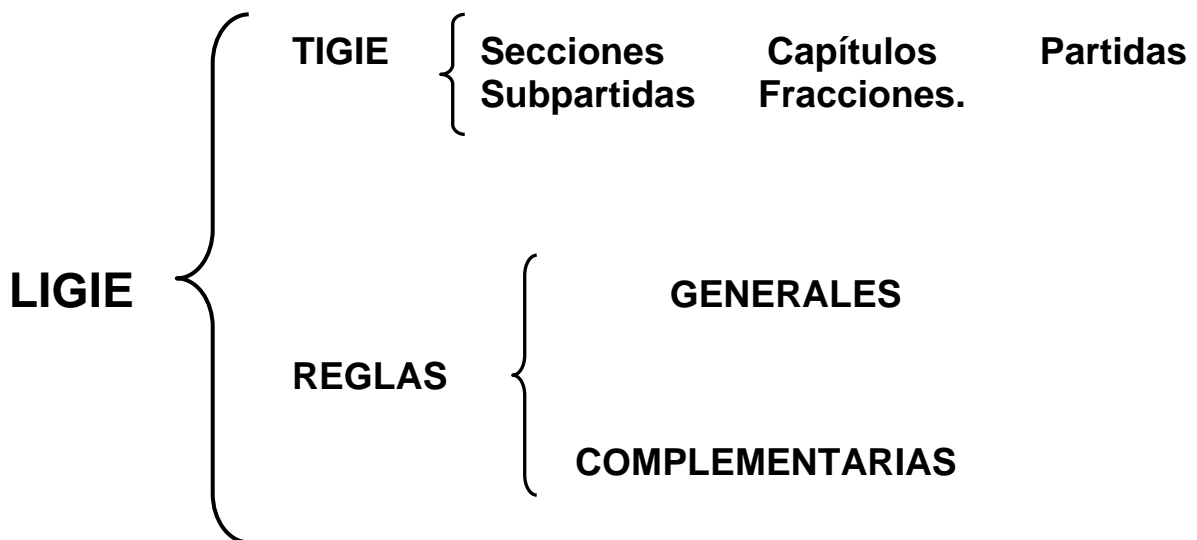 TIGIE
Secciones Capítulos Partidas
Subpartidas Fracciones.
LIGIE
GENERALES
REGLAS
COMPLEMENTARIAS